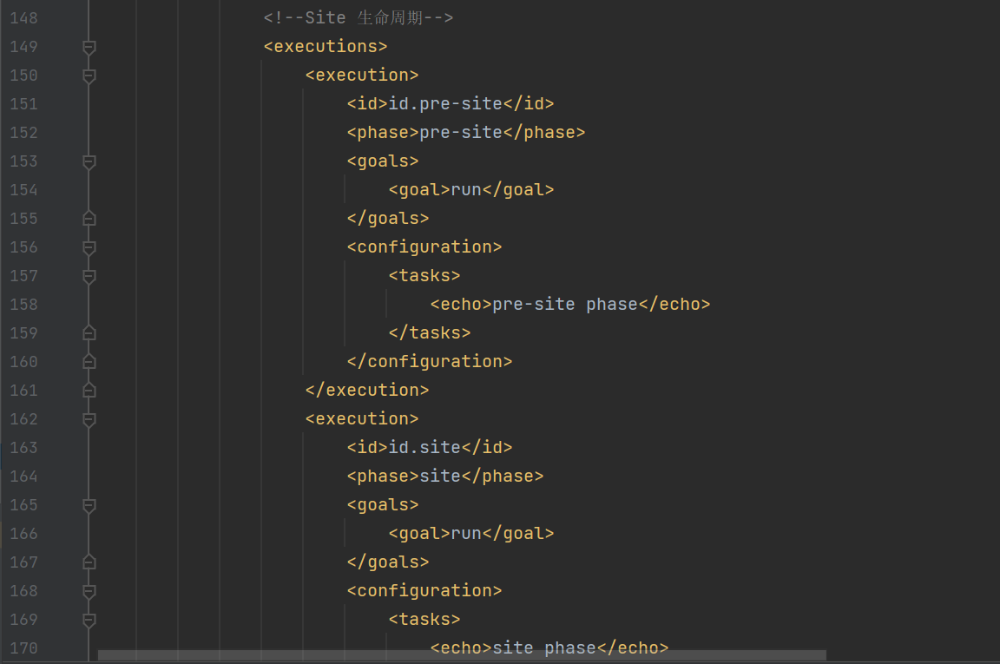 148 <!--Site 生命周期-->
149 <executions>
150 <execution>
151 <id>id.pre-site</id>
152 <phase>pre-site</phase>
153 <goals>
154 <goal>run</goal>
155 </goals>
156 <configuration>
157 <tasks>
158 <echo>pre-site phase</echo>
159 </tasks>
160 </configuration>
161 </execution>
162 <execution>
163 <id>id.site</id>
164 <phase>site</phase>
165 <goals>
166 <goal>run</goal>
167 </goals>
168 <configuration>
169 <tasks>
170 <echo>site phase</echo>